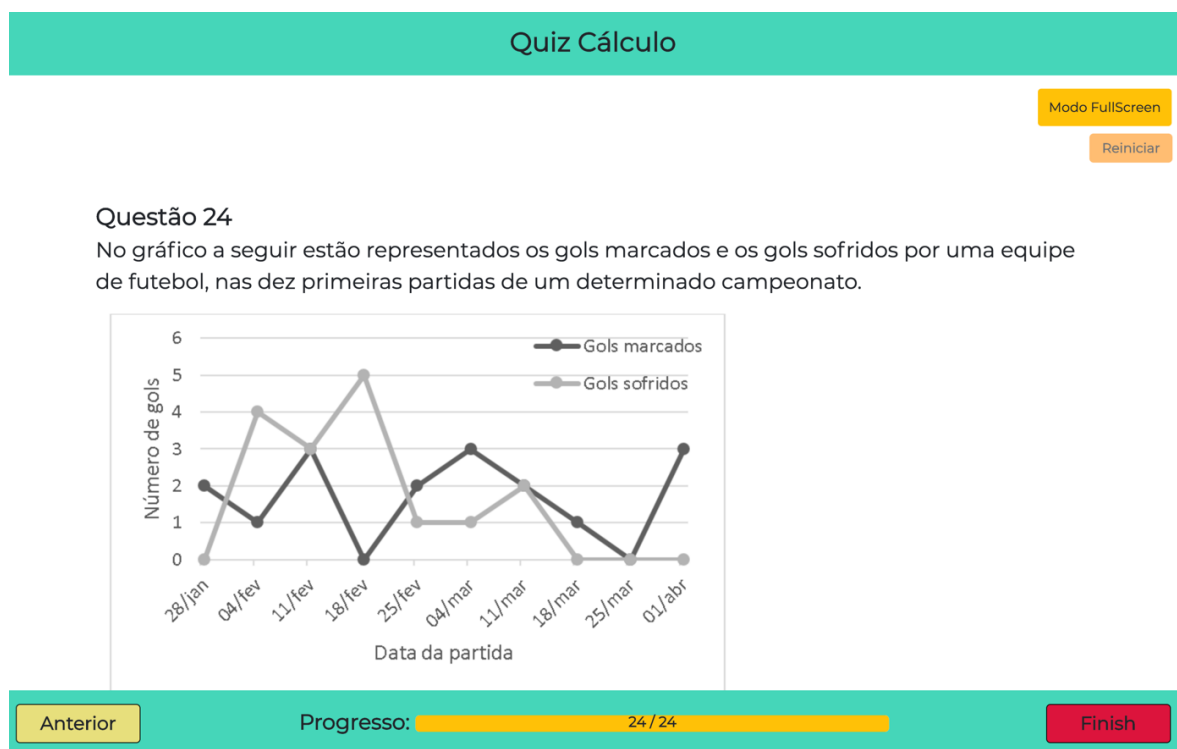 Quiz Cálculo
Modo FullScreen
Reiniciar
Questão 24
No gráfico a seguir estão representados os gols marcados e os gols sofridos por uma equipe
de futebol, nas dez primeiras partidas de um determinado campeonato.
6
Gols marcados
5
Gols sofridos
4
3
2
1
0
Número de gols
28/jan 04/fev 11/fev 18/fev 25/fev 04/mar 11/mar 18/mar 25/mar 01/abr
Data da partida
Anterior
Progresso:
24 / 24
Finish